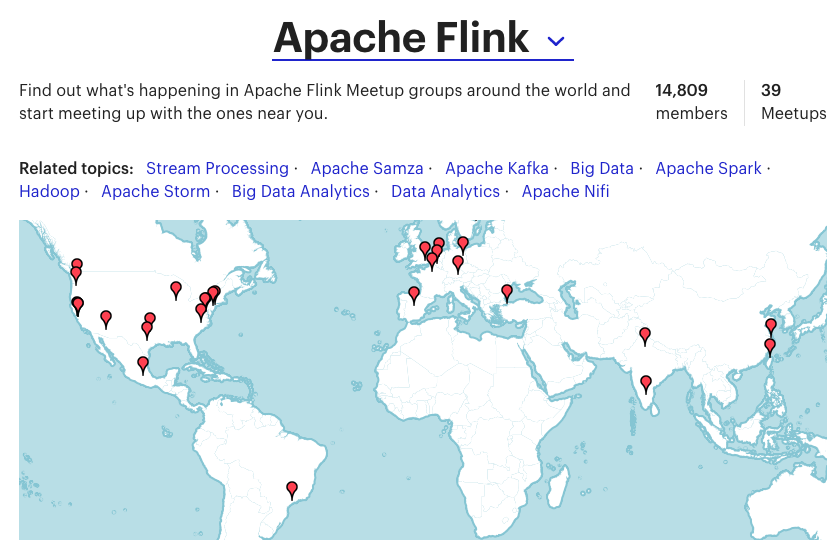 Apache Flink
Find out what's happening in Apache Flink Meetup groups around the world and
start meeting up with the ones near you.
14,809
members
39
Meetups
Related topics: Stream Processing · Apache Samza · Apache Kafka · Big Data · Apache Spark ·
Hadoop · Apache Storm · Big Data Analytics · Data Analytics · Apache Nifi